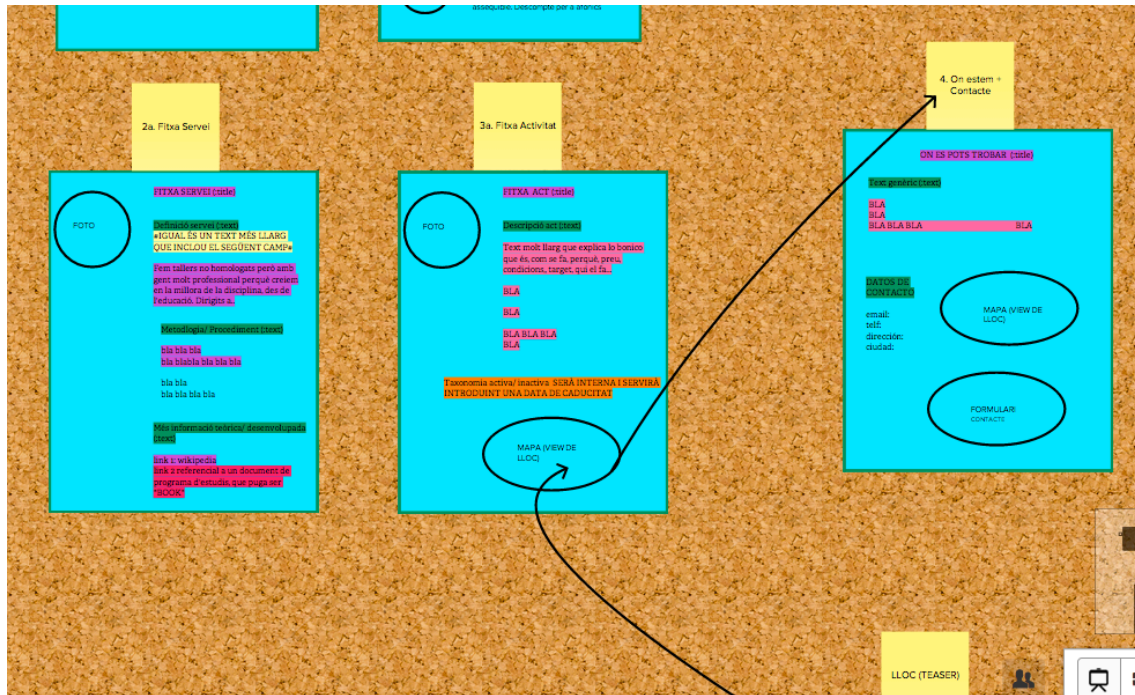 assequible. Descompte per a afònics
2a. Fitxa Servei
FITXA SERVEI (:title)
FOTO
Definició servei (:text)
#IGUAL ÉS UN TEXT MÉS LLARG
QUE INCLOU EL SEGÜENT CAMP#
Fem tallers no homologats però amb
gent molt professional perquè creiem
en la millora de la disciplina, des de
l'educació. Dirigits a..
Metodlogia/ Procediment (:text)
bla bla bla
bla blabla bla bla bla
bla bla
bla bla bla bla
Més informació teòrica/ desenvolupada
(:text)
link 1: wikipedia
link 2 referencial a un document de
programa d'estudis, que puga ser
"BOOK"
3a. Fitxa Activitat
FITXA ACT (:title)
FOTO
Descripció act (:text)
Text molt llarg que explica lo bonico
que és, com se fa, perquè, preu,
condicions, target, qui el fa...
BLA
BLA
BLA BLA BLA
BLA
Taxonomia activa/ inactiva SERÀ INTERNA I SERVIRÀ
INTRODUINT UNA DATA DE CADUCITAT
MAPA (VIEW DE
LLOC)
4. On estem +
Contacte
ON ES POTS TROBAR (:title)
Text genèric (:text)
BLA
BLA
BLA BLA BLA BLA
DATOS DE
CONTACTO
email:
telf:
dirección:
ciudad:
MAPA (VIEW DE
LLOC)
FORMULARI
CONTACTE
LLOC (TEASER)